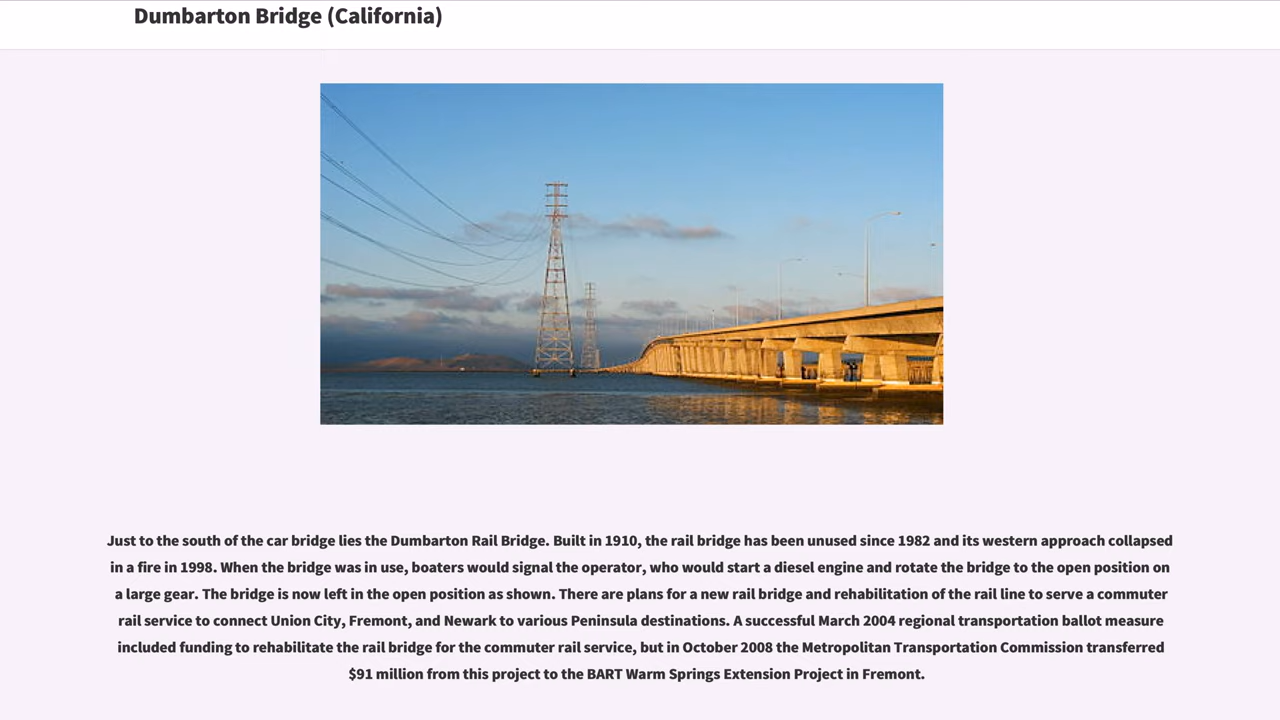 Dumbarton Bridge (California)
Just to the south of the car bridge lies the Dumbarton Rail Bridge. Built in 1910, the rail bridge has been unused since 1982 and its western approach collapsed
in a fire in 1998. When the bridge was in use, boaters would signal the operator, who would start a diesel engine and rotate the bridge to the open position on
a large gear. The bridge is now left in the open position as shown. There are plans for a new rail bridge and rehabilitation of the rail line to serve a commuter
rail service to connect Union City, Fremont, and Newark to various Peninsula destinations. A successful March 2004 regional transportation ballot measure
included funding to rehabilitate the rail bridge for the commuter rail service, but in October 2008 the Metropolitan Transportation Commission transferred
$91 million from this project to the BART Warm Springs Extension Project in Fremont.